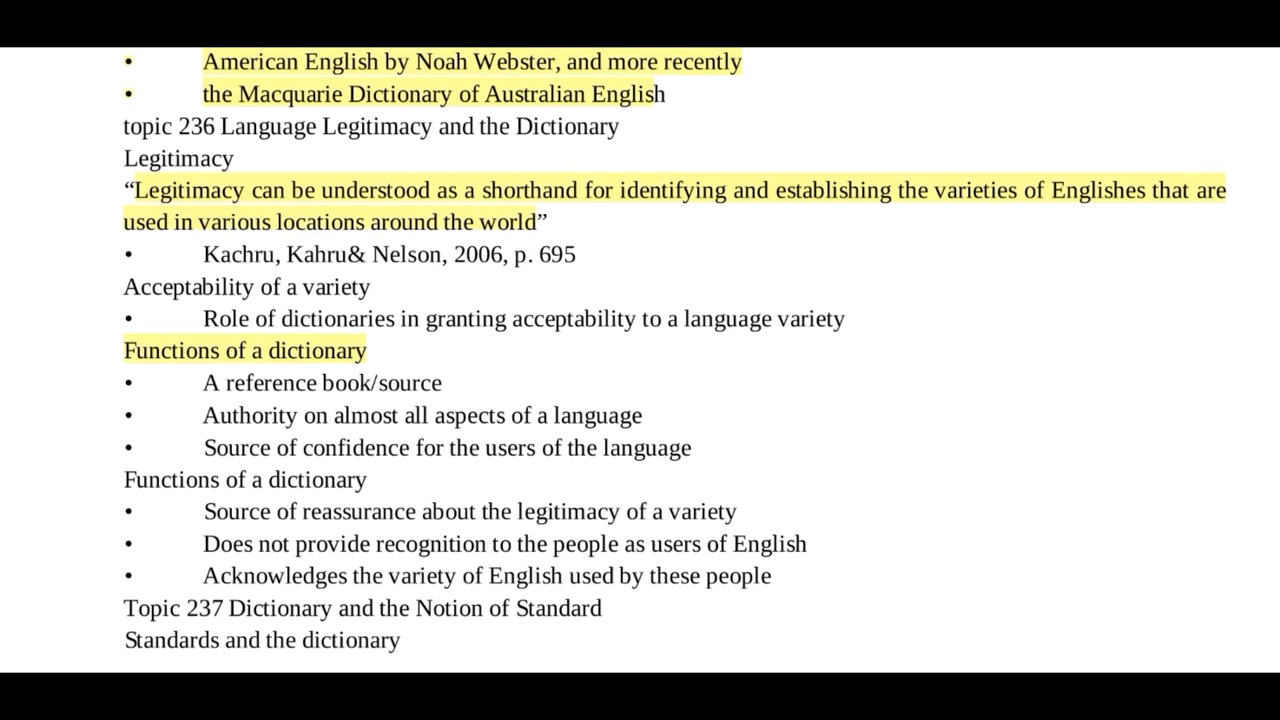 • American English by Noah Webster, and more recently
• the Macquarie Dictionary of Australian English
topic 236 Language Legitimacy and the Dictionary
Legitimacy
“Legitimacy can be understood as a shorthand for identifying and establishing the varieties of Englishes that are
used in various locations around the world”
• Kachru, Kahru& Nelson, 2006, p. 695
Acceptability of a variety
• Role of dictionaries in granting acceptability to a language variety
Functions of a dictionary
• A reference book/source
• Authority on almost all aspects of a language
• Source of confidence for the users of the language
Functions of a dictionary
• Source of reassurance about the legitimacy of a variety
• Does not provide recognition to the people as users of English
• Acknowledges the variety of English used by these people
Topic 237 Dictionary and the Notion of Standard
Standards and the dictionary